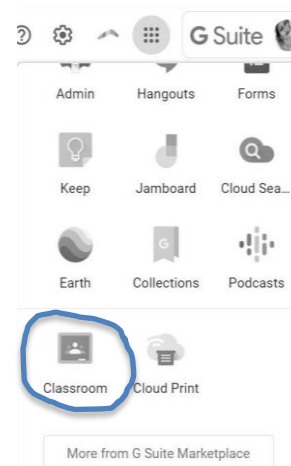 G Suite
Admin Hangouts Forms
Keep Jamboard Cloud Sea...
G
Earth Collections Podcasts
Classroom Cloud Print
More from G Suite Marketplace